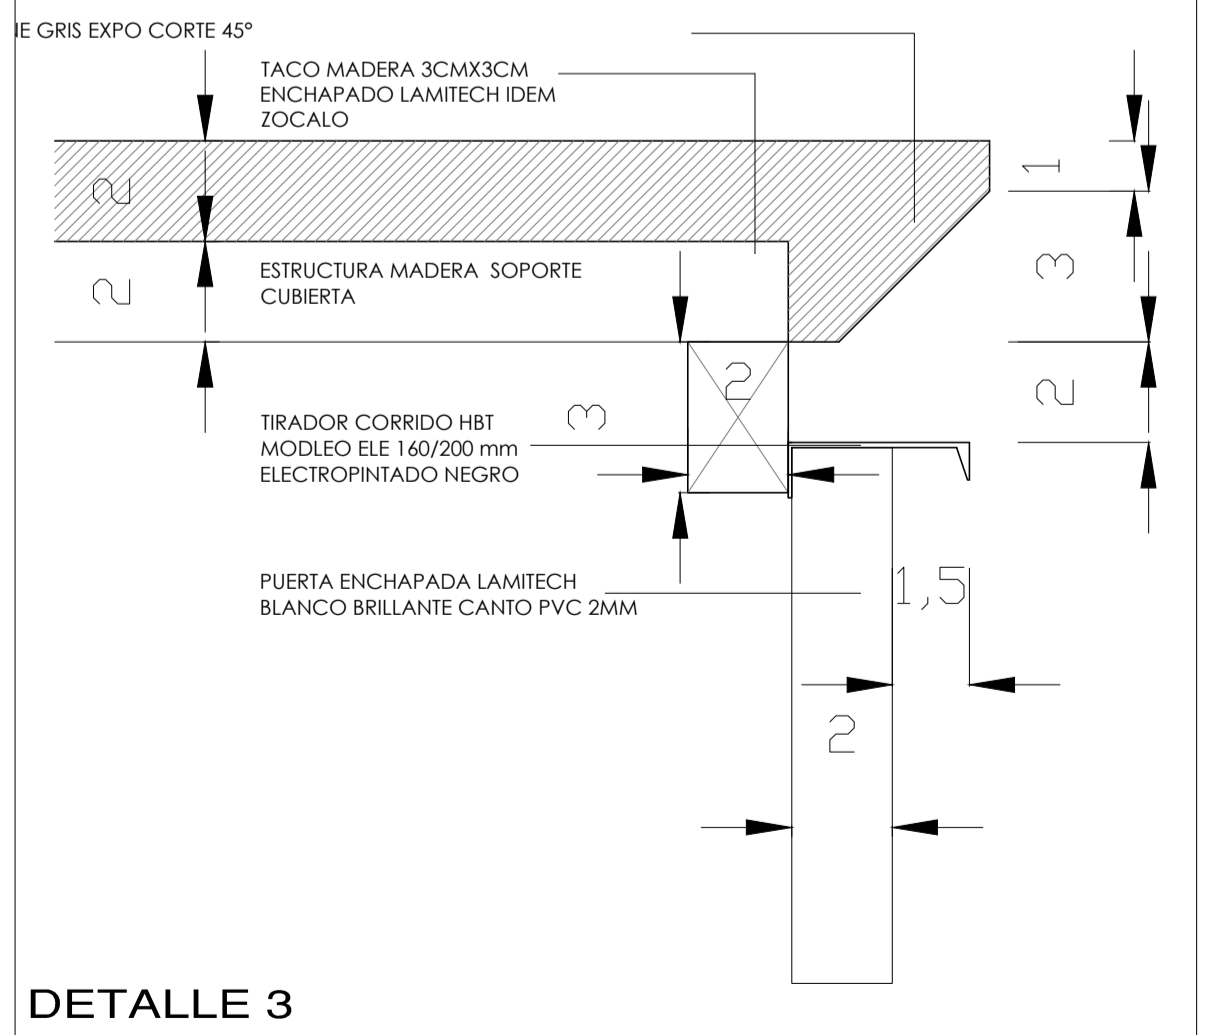 GRIS EXPO CORTE 45°
TACO MADERA 3CMX3CM
ENCHAPADO LAMITECH IDEM
ZOCALO
2
1
2
ESTRUCTURA MADERA SOPORTE
CUBIERTA
3
2
3
2
TIRADOR CORRIDO HBT
MODLEO ELE 160/200 mm
ELECTROPINTADO NEGRO
PUERTA ENCHAPADA LAMITECH
BLANCO BRILLANTE CANTO PVC 2MM
1,5
2
DETALLE 3